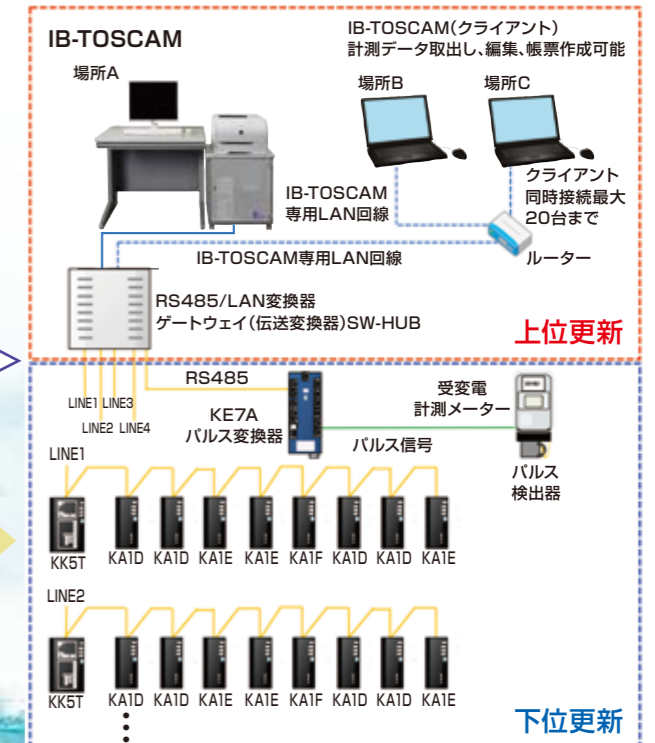 IB-TOSCAM
IB-TOSCAM(クライアント)
計測データ取出し、編集、帳票作成可能
場所A
場所B
場所C
クライアント
同時接続最大
20台まで
IB-TOSCAM
専用LAN回線
IB-TOSCAM専用LAN回線
ルーター
RS485/LAN変換器
ゲートウェイ(伝送変換器)SW-HUB
上位更新
RS485
LINE1 LINE3
LINE2 LINE4
KE7A
パルス変換器
パルス信号
受変電
計測メーター
パルス
検出器
LINE1
KK5T KA1D KA1D KA1E KA1E KA1F KA1D KA1D KA1E
LINE2
KK5T KA1D KA1D KA1E KA1E KA1F KA1D KA1D KA1E
下位更新